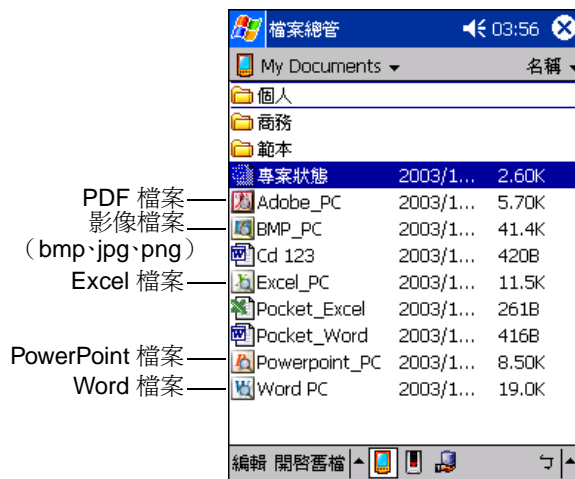 檔案總管 03:56
My Documents 名稱
個人
商務
範本
專案狀態 2003/1... 2.60K
PDF 檔案 Adobe_PC 2003/1... 5.70K
影像檔案 BMP_PC 2003/1... 41.4K
(bmp、jpg、png) Cd 123 2003/1... 420B
Excel 檔案 Excel_PC 2003/1... 11.5K
Pocket_Excel 2003/1... 261B
Pocket_Word 2003/1... 416B
PowerPoint 檔案 Powerpoint_PC 2003/1... 8.50K
Word 檔案 Word PC 2003/1... 19.0K
編輯 開啟舊檔 ㄅ